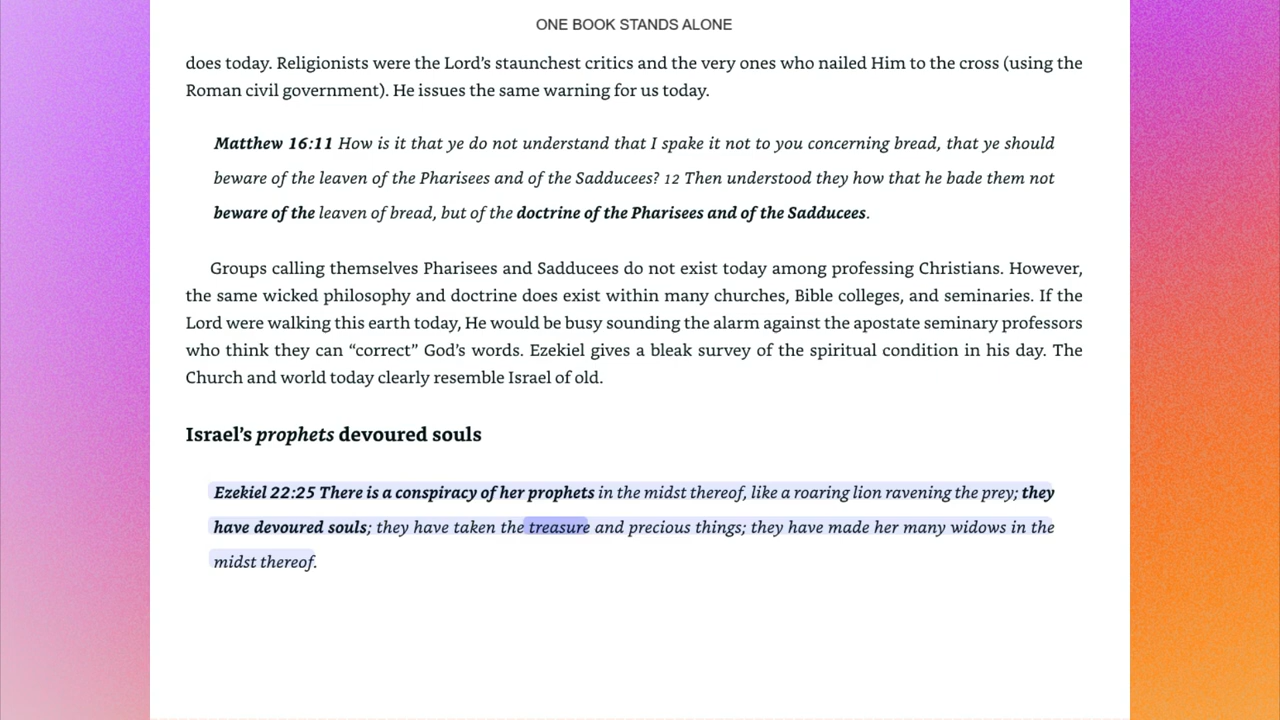 ONE BOOK STANDS ALONE
does today. Religionists were the Lord’s staunchest critics and the very ones who nailed Him to the cross (using the
Roman civil government). He issues the same warning for us today.
Matthew 16:11 How is it that ye do not understand that I spake it not to you concerning bread, that ye should
beware of the leaven of the Pharisees and of the Sadducees? 12 Then understood they how that he bade them not
beware of the leaven of bread, but of the doctrine of the Pharisees and of the Sadducees.
Groups calling themselves Pharisees and Sadducees do not exist today among professing Christians. However,
the same wicked philosophy and doctrine does exist within many churches, Bible colleges, and seminaries. If the
Lord were walking this earth today, He would be busy sounding the alarm against the apostate seminary professors
who think they can “correct” God’s words. Ezekiel gives a bleak survey of the spiritual condition in his day. The
Church and world today clearly resemble Israel of old.
Israel’s prophets devoured souls
Ezekiel 22:25 There is a conspiracy of her prophets in the midst thereof, like a roaring lion ravening the prey; they
have devoured souls; they have taken the treasure and precious things; they have made her many widows in the
midst thereof.